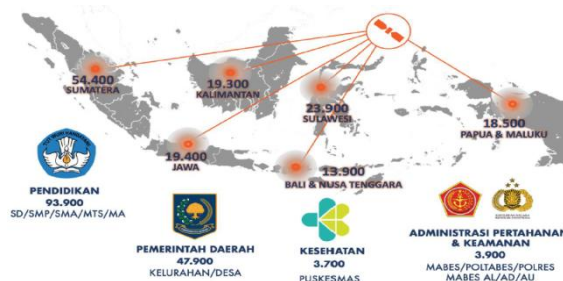 54.400
SUMATERA
19.300
KALIMANTAN
23.900
SULAWESI
18.500
PAPUA & MALUKU
19.400
JAWA
13.900
BALI & NUSA TENGGARA
PENDIDIKAN
93.900
SD/SMP/SMA/MTS/MA
PEMERINTAH DAERAH
47.900
KELURAHAN/DESA
KESEHATAN
3.700
PUSKESMAS
ADMINISTRASI PERTAHANAN
& KEAMANAN
3.900
MABES/POLTABES/POLRES
MABES AL/AD/AU